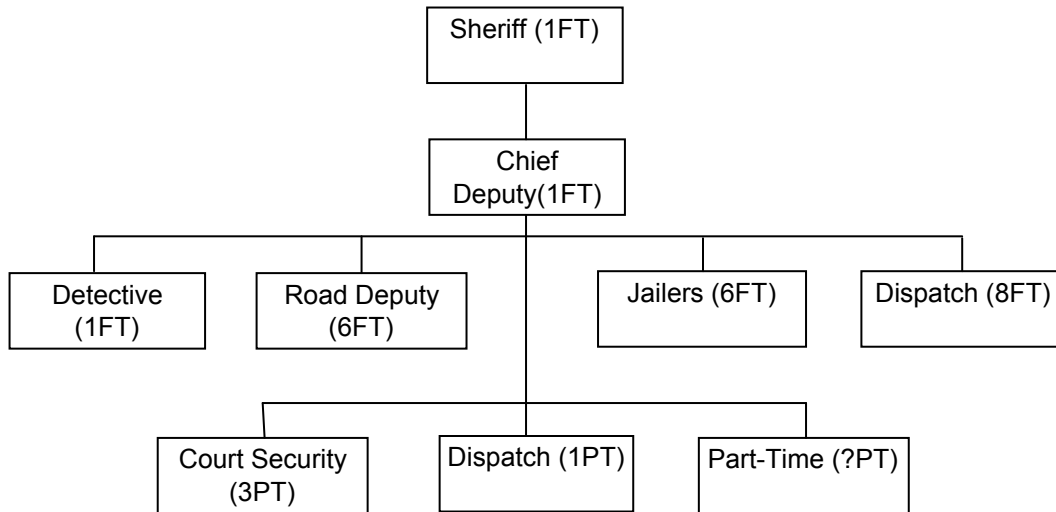 Sheriff (1FT)
Chief
Deputy(1FT)
Detective
(1FT)
Road Deputy
(6FT)
Jailers (6FT)
Dispatch (8FT)
Court Security
(3PT)
Dispatch (1PT)
Part-Time (?PT)